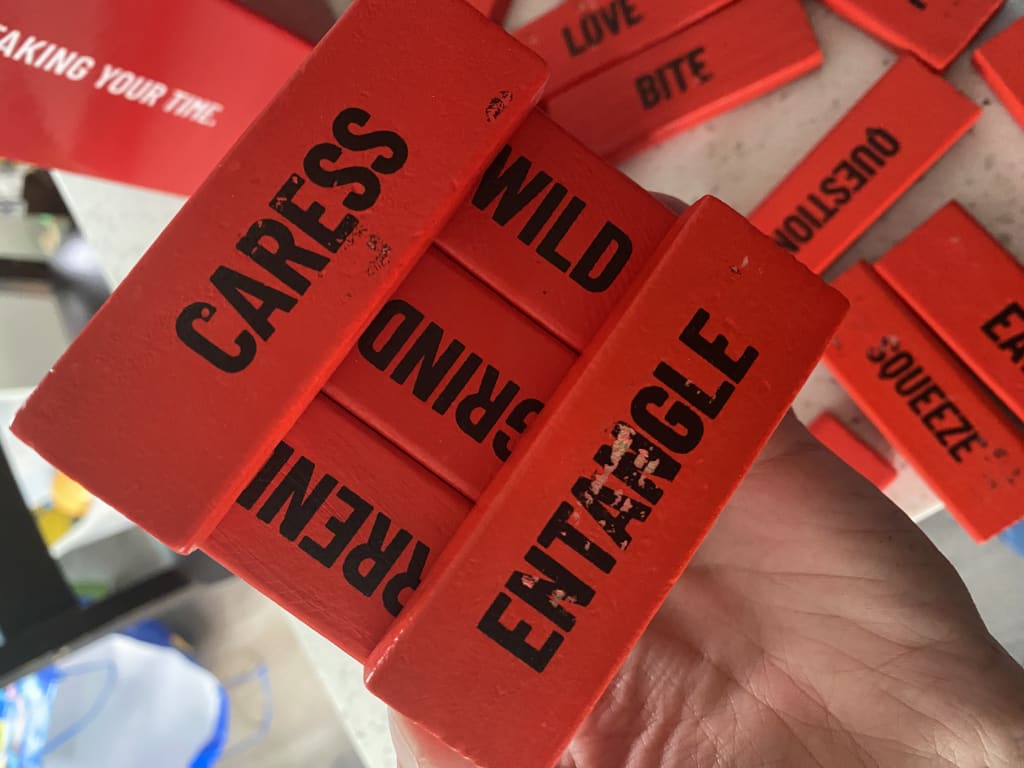 TAKING YOUR TIME.
LOVE
BITE
CARESS
WILD
QUESTION
GRIND
SQUEEZE
ENTANGLE